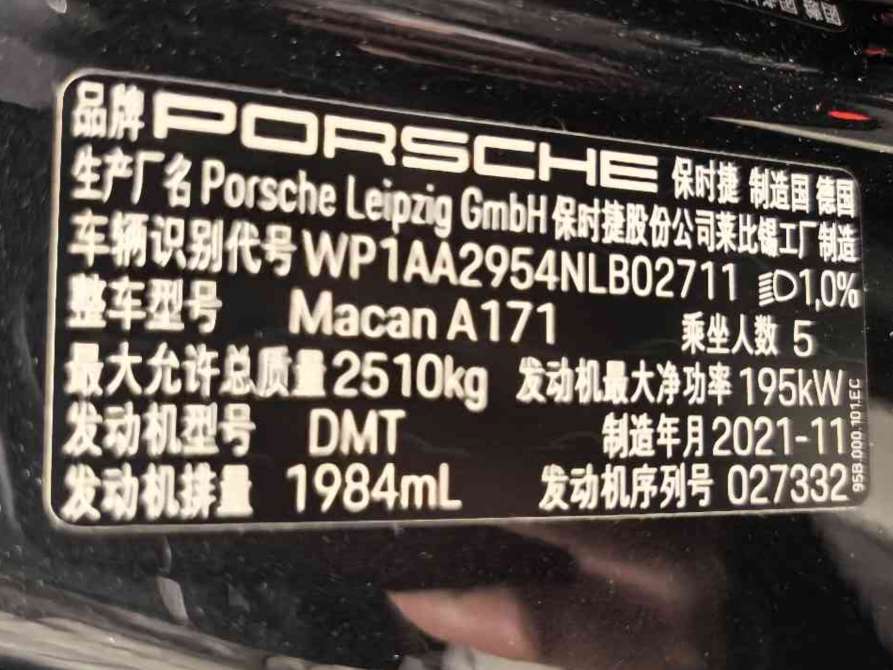 品牌 PORSCHE 保时捷 制造国 德国
生产厂名 Porsche Leipzig GmbH 保时捷股份公司莱比锡工厂制造
车辆识别代号 WP1AA2954NLB02711 1,0%
整车型号 Macan A171 乘坐人数 5
最大允许总质量 2510kg 发动机最大净功率 195kW
发动机型号 DMT 制造年月 2021-11
发动机排量 1984mL 发动机序列号 027332
95B.000.101.EC